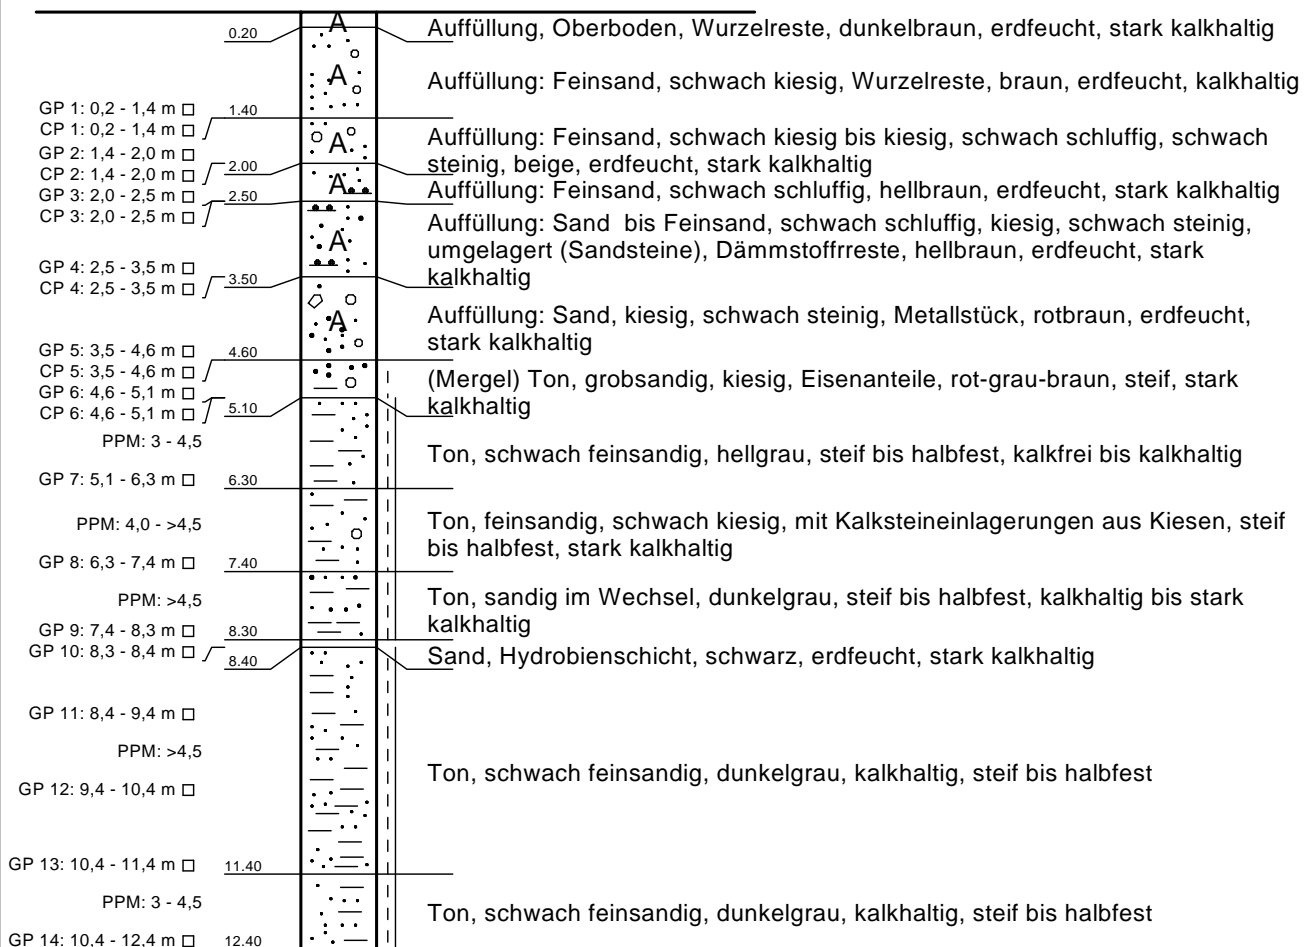 A
0.20
Auffüllung, Oberboden, Wurzelreste, dunkelbraun, erdfeucht, stark kalkhaltig
A
Auffüllung: Feinsand, schwach kiesig, Wurzelreste, braun, erdfeucht, kalkhaltig
GP 1: 0,2 - 1,4 m
1.40
CP 1: 0,2 - 1,4 m
A
Auffüllung: Feinsand, schwach kiesig bis kiesig, schwach schluffig, schwach
steinig, beige, erdfeucht, stark kalkhaltig
GP 2: 1,4 - 2,0 m
2.00
CP 2: 1,4 - 2,0 m
A
Auffüllung: Feinsand, schwach schluffig, hellbraun, erdfeucht, stark kalkhaltig
GP 3: 2,0 - 2,5 m
2.50
CP 3: 2,0 - 2,5 m
A
Auffüllung: Sand  bis Feinsand, schwach schluffig, kiesig, schwach steinig,
umgelagert (Sandsteine), Dämmstoffrreste, hellbraun, erdfeucht, stark
kalkhaltig
GP 4: 2,5 - 3,5 m
3.50
CP 4: 2,5 - 3,5 m
A
Auffüllung: Sand, kiesig, schwach steinig, Metallstück, rotbraun, erdfeucht,
stark kalkhaltig
GP 5: 3,5 - 4,6 m
4.60
CP 5: 3,5 - 4,6 m
(Mergel) Ton, grobsandig, kiesig, Eisenanteile, rot-grau-braun, steif, stark
kalkhaltig
GP 6: 4,6 - 5,1 m
5.10
CP 6: 4,6 - 5,1 m
PPM: 3 - 4,5
Ton, schwach feinsandig, hellgrau, steif bis halbfest, kalkfrei bis kalkhaltig
GP 7: 5,1 - 6,3 m
6.30
PPM: 4,0 - >4,5
Ton, feinsandig, schwach kiesig, mit Kalksteineinlagerungen aus Kiesen, steif
bis halbfest, stark kalkhaltig
GP 8: 6,3 - 7,4 m
7.40
PPM: >4,5
Ton, sandig im Wechsel, dunkelgrau, steif bis halbfest, kalkhaltig bis stark
kalkhaltig
GP 9: 7,4 - 8,3 m
8.30
GP 10: 8,3 - 8,4 m
8.40
Sand, Hydrobienschicht, schwarz, erdfeucht, stark kalkhaltig
GP 11: 8,4 - 9,4 m
PPM: >4,5
Ton, schwach feinsandig, dunkelgrau, kalkhaltig, steif bis halbfest
GP 12: 9,4 - 10,4 m
GP 13: 10,4 - 11,4 m
11.40
PPM: 3 - 4,5
Ton, schwach feinsandig, dunkelgrau, kalkhaltig, steif bis halbfest
GP 14: 10,4 - 12,4 m
12.40